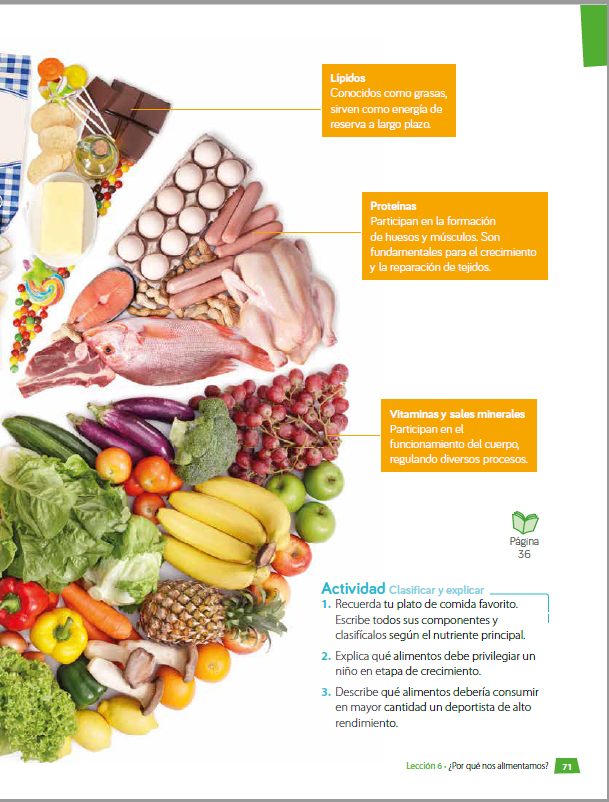 Lípidos
Conocidos como grasas,
sirven como energía de
reserva a largo plazo.
Proteínas
Participan en la formación
de huesos y músculos. Son
fundamentales para el crecimiento
y la reparación de tejidos.
Vitaminas y sales minerales
Participan en el
funcionamiento del cuerpo,
regulando diversos procesos.
Página
36
Actividad Clasificar y explicar
1. Recuerda tu plato de comida favorito.
Escribe todos sus componentes y
clasifícalos según el nutriente principal.
2. Explica qué alimentos debe privilegiar un
niño en etapa de crecimiento.
3. Describe qué alimentos debería consumir
en mayor cantidad un deportista de alto
rendimiento.
Lección 6 • ¿Por qué nos alimentamos? 71